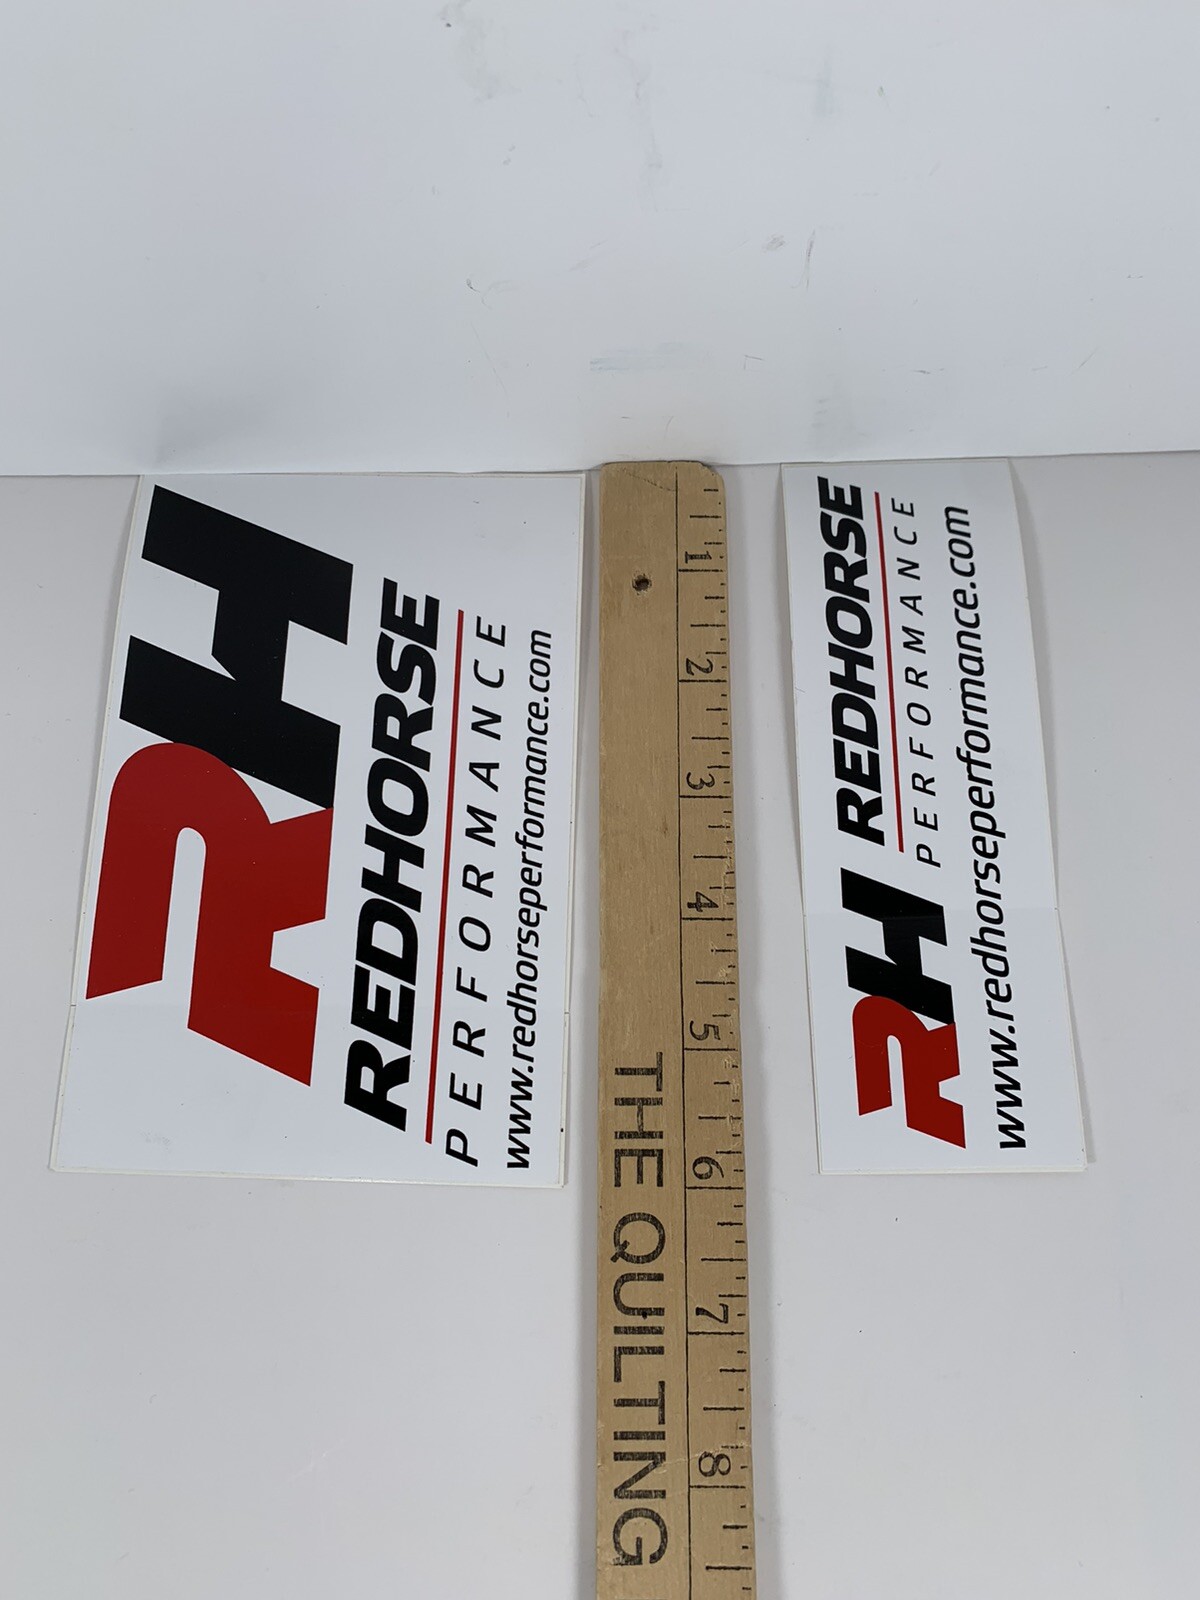 RH
REDHORSE
PERFORMANCE
www.redhorseperformance.com
1
2
3
4
5
6
7
8
THE QUILTING
RH
REDHORSE
PERFORMANCE
www.redhorseperformance.com